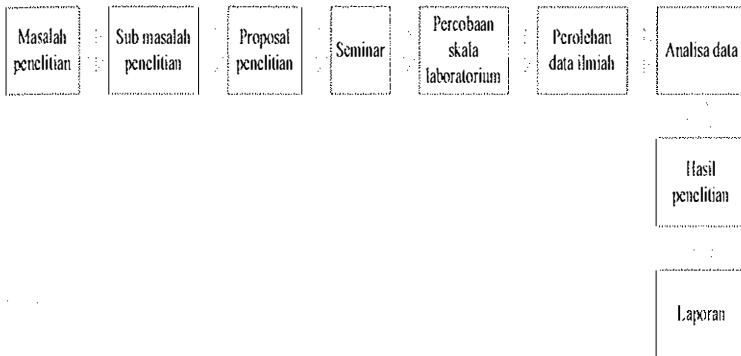 Masalah
penelitian
Sub masalah
penelitian
Proposal
penelitian
Seminar
Percobaan
skala
laboratorium
Perolehan
data ilmiah
Analisa data
Hasil
penelitian
Laporan